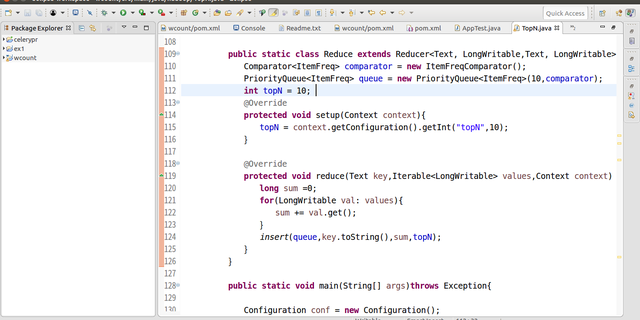 Quick Access
Package Explorer
wcount/pom.xml
Console
Readme.txt
wcount/pom.xml
pom.xml
AppTest.java
TopN.java
celerypr
ex1
wcount
108
109 public static class Reduce extends Reducer<Text, LongWritable,Text, LongWritable>
110 Comparator<ItemFreq> comparator = new ItemFreqComparator();
111 PriorityQueue<ItemFreq> queue = new PriorityQueue<ItemFreq>(10,comparator);
112 int topN = 10;
113 @Override
114 protected void setup(Context context){
115 topN = context.getConfiguration().getInt("topN",10);
116 }
117
118 @Override
119 protected void reduce(Text key,Iterable<LongWritable> values,Context context)
120 long sum =0;
121 for(LongWritable val: values){
122 sum += val.get();
123 }
124 insert(queue,key.toString(),sum,topN);
125 }
126 }
127
128 public static void main(String[] args)throws Exception{
129
130 Configuration conf = new Configuration();